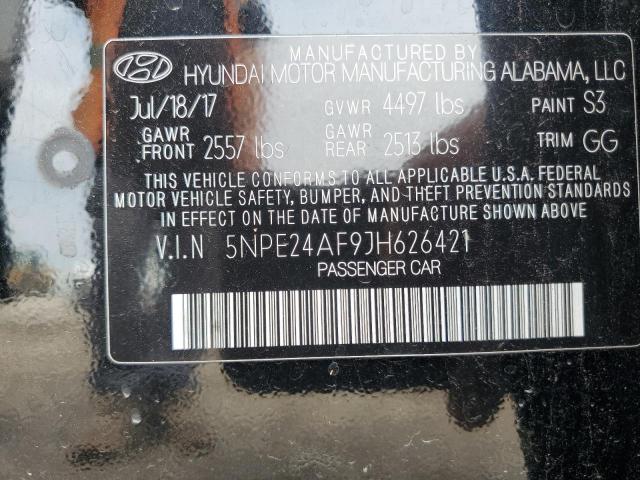 MANUFACTURED BY
HYUNDAI MOTOR MANUFACTURING ALABAMA, LLC
Jul/18/17 GVWR 4497 lbs PAINT S3
GAWR FRONT 2557 lbs GAWR REAR 2513 lbs TRIM GG
THIS VEHICLE CONFORMS TO ALL APPLICABLE U.S.A. FEDERAL
MOTOR VEHICLE SAFETY, BUMPER, AND THEFT PREVENTION STANDARDS
IN EFFECT ON THE DATE OF MANUFACTURE SHOWN ABOVE
V.I.N 5NPE24AF9JH626421
PASSENGER CAR